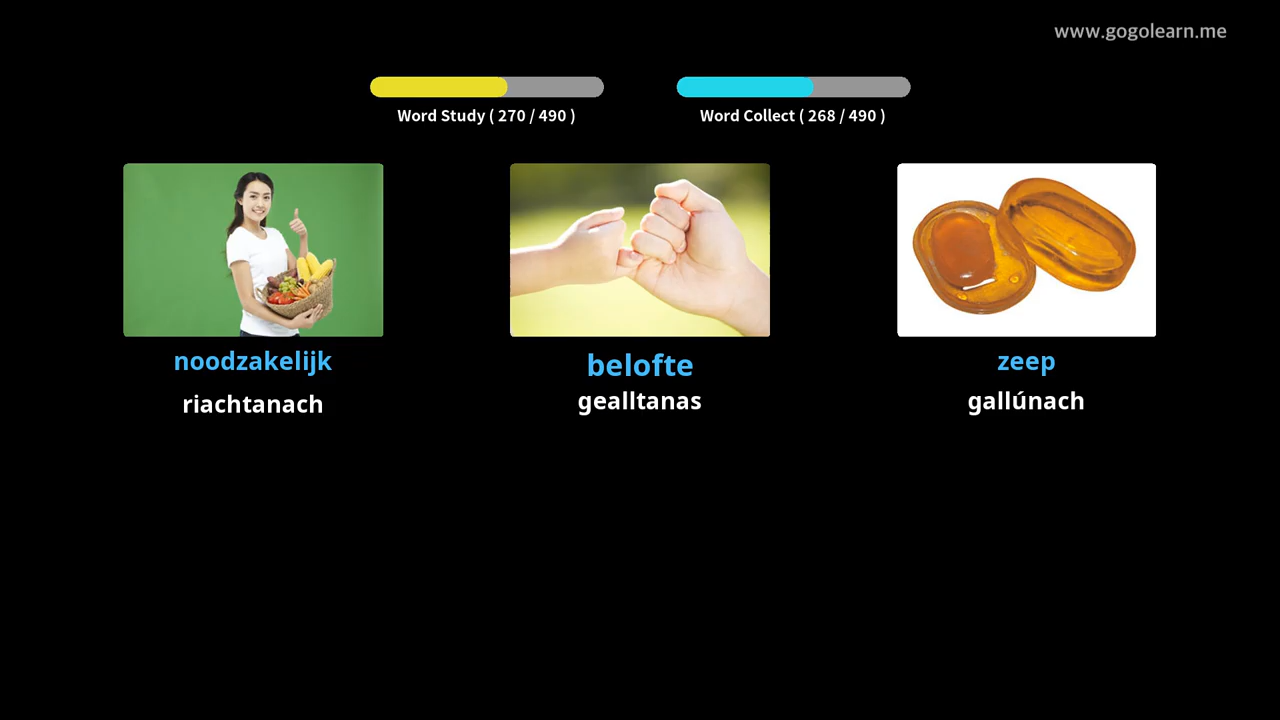 www.gogolearn.me
Word Study ( 270 / 490 )
Word Collect ( 268 / 490 )
noodzakelijk
riachtanach
belofte
gealltanas
zeep
gallúnach